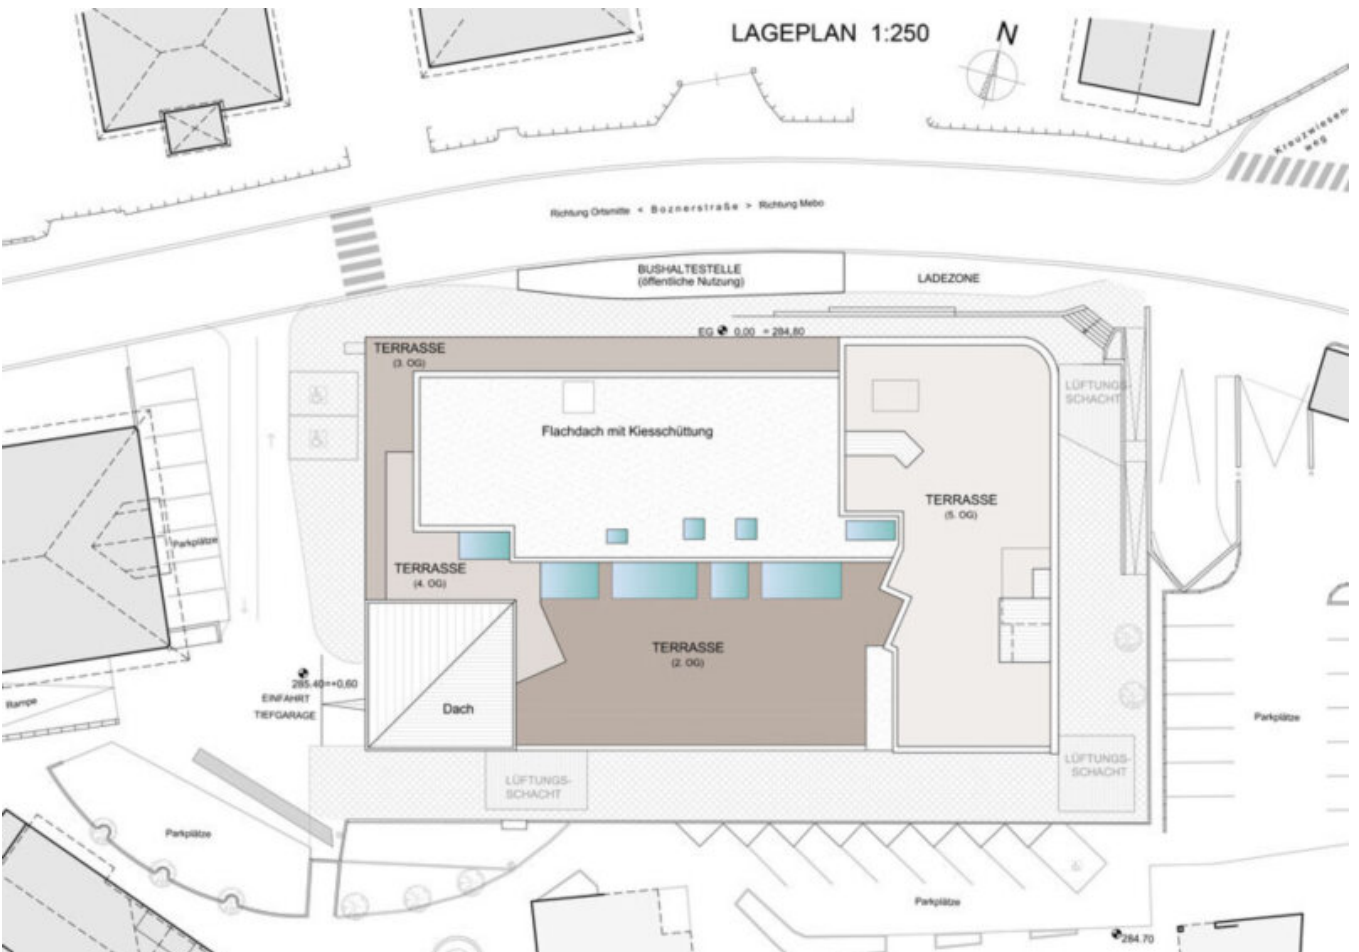 LAGEPLAN 1:250
N
Kreuzwiesen-
weg
Richtung Ortsmitte < Boznerstraße > Richtung Mebo
BUSHALTESTELLE
(öffentliche Nutzung)
LADEZONE
EG 0,00 = 284,80
TERRASSE
(3. OG)
LÜFTUNGS-
SCHACHT
Flachdach mit Kiesschüttung
TERRASSE
(5. OG)
Parkplätze
TERRASSE
(4. OG)
TERRASSE
(2. OG)
285.40=+0,60
EINFAHRT
TIEFGARAGE
Rampe
Dach
Parkplätze
LÜFTUNGS-
SCHACHT
LÜFTUNGS-
SCHACHT
Parkplätze
Parkplätze
284.70